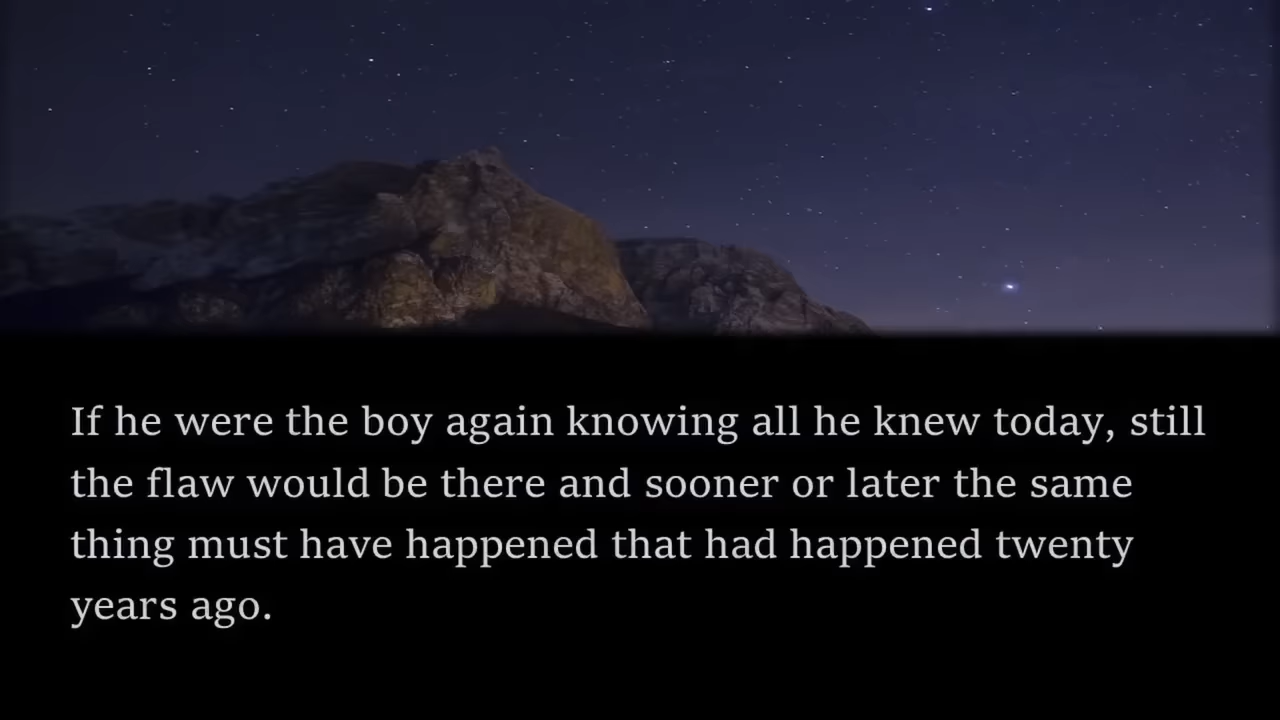 If he were the boy again knowing all he knew today, still
the flaw would be there and sooner or later the same
thing must have happened that had happened twenty
years ago.